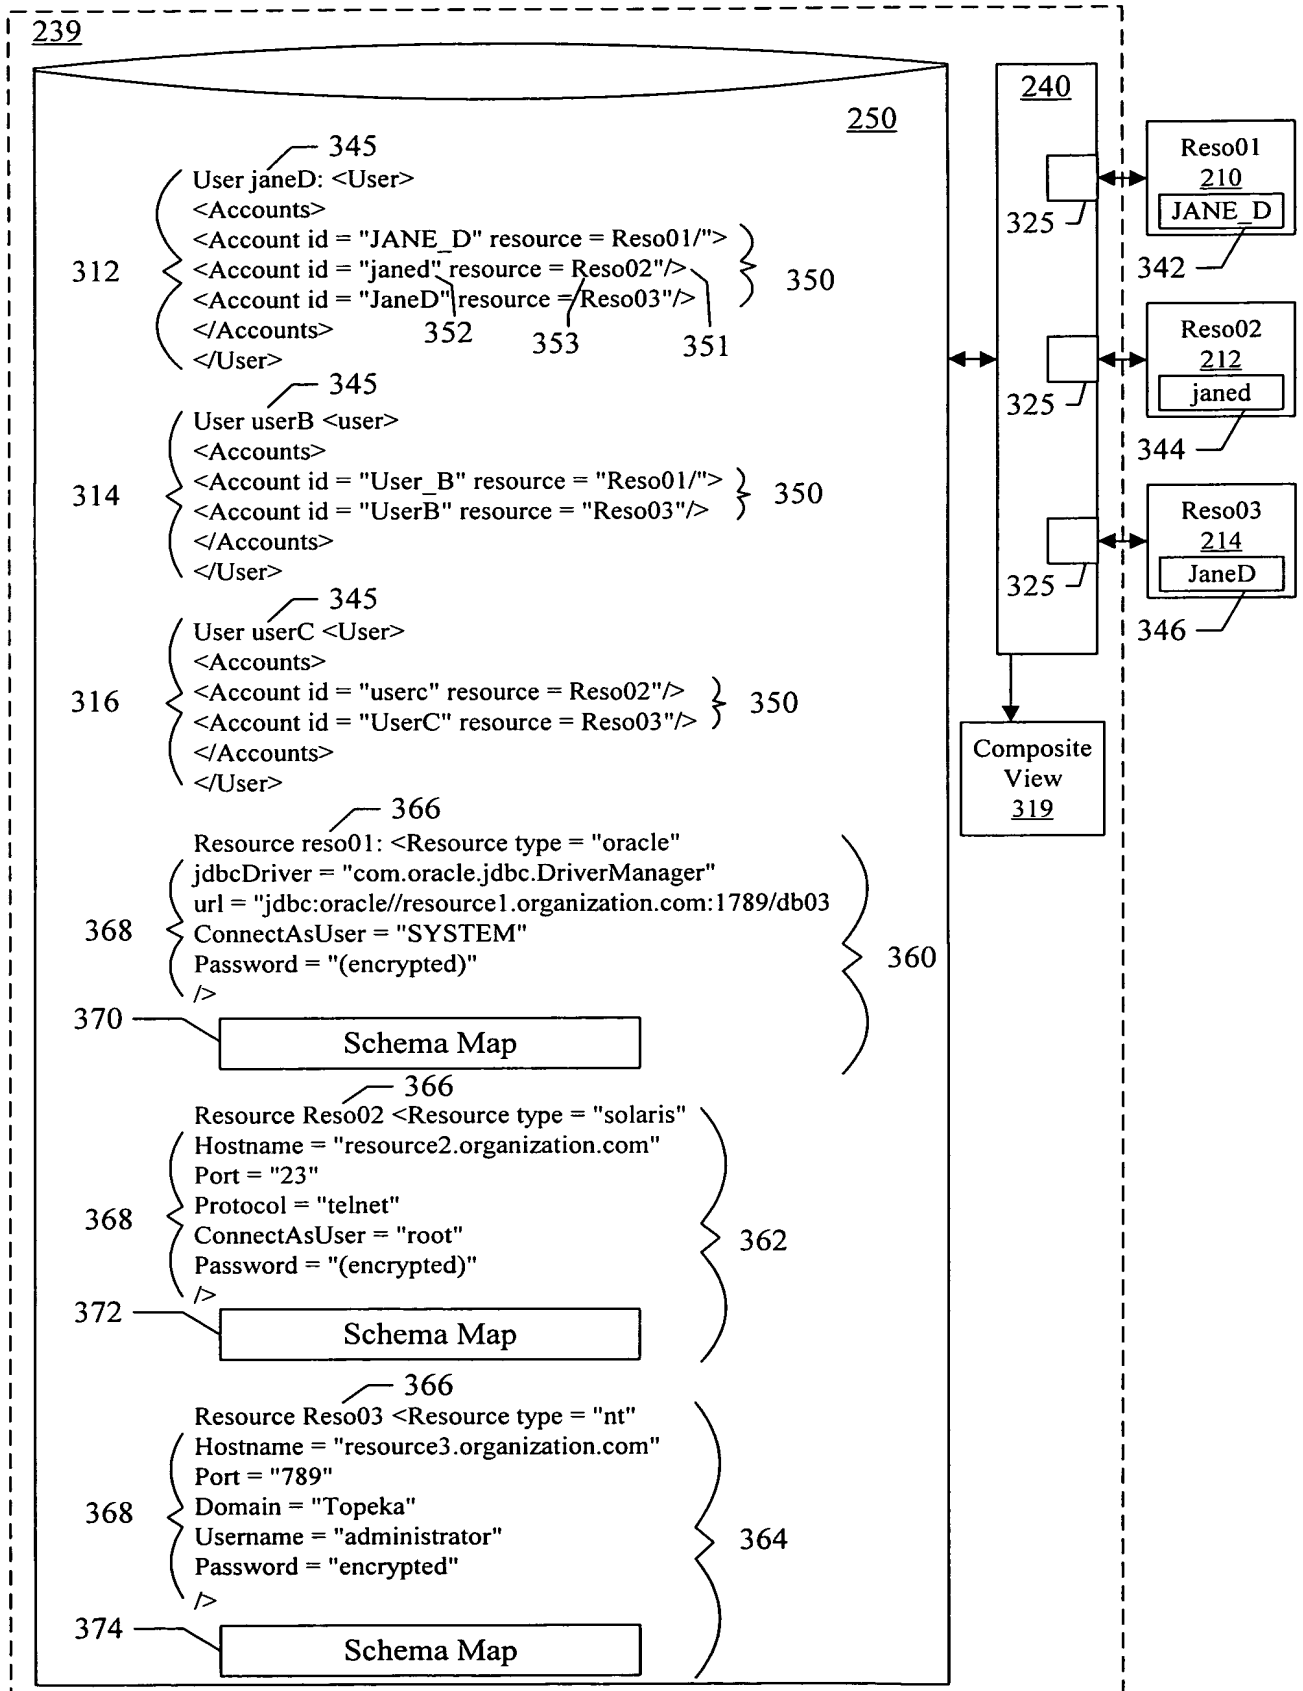 239
250
240
345
User janeD: <User>
<Accounts>
<Account id = "JANE_D" resource = Reso01/">
<Account id = "janed" resource = Reso02"/>
<Account id = "JaneD" resource = Reso03"/>
</Accounts>
</User>
312
350
352
353
351
345
User userB <user>
<Accounts>
<Account id = "User_B" resource = "Reso01/">
<Account id = "UserB" resource = "Reso03"/>
</Accounts>
</User>
314
350
345
User userC <User>
<Accounts>
<Account id = "userc" resource = Reso02"/>
<Account id = "UserC" resource = Reso03"/>
</Accounts>
</User>
316
350
366
Resource reso01: <Resource type = "oracle"
jdbcDriver = "com.oracle.jdbc.DriverManager"
url = "jdbc:oracle//resource1.organization.com:1789/db03
ConnectAsUser = "SYSTEM"
Password = "(encrypted)"
/>
368
360
370
Schema Map
366
Resource Reso02 <Resource type = "solaris"
Hostname = "resource2.organization.com"
Port = "23"
Protocol = "telnet"
ConnectAsUser = "root"
Password = "(encrypted)"
/>
368
362
372
Schema Map
366
Resource Reso03 <Resource type = "nt"
Hostname = "resource3.organization.com"
Port = "789"
Domain = "Topeka"
Username = "administrator"
Password = "encrypted"
/>
368
364
374
Schema Map
325
325
325
Reso01
210
JANE_D
342
Reso02
212
janed
344
Reso03
214
JaneD
346
Composite
View
319